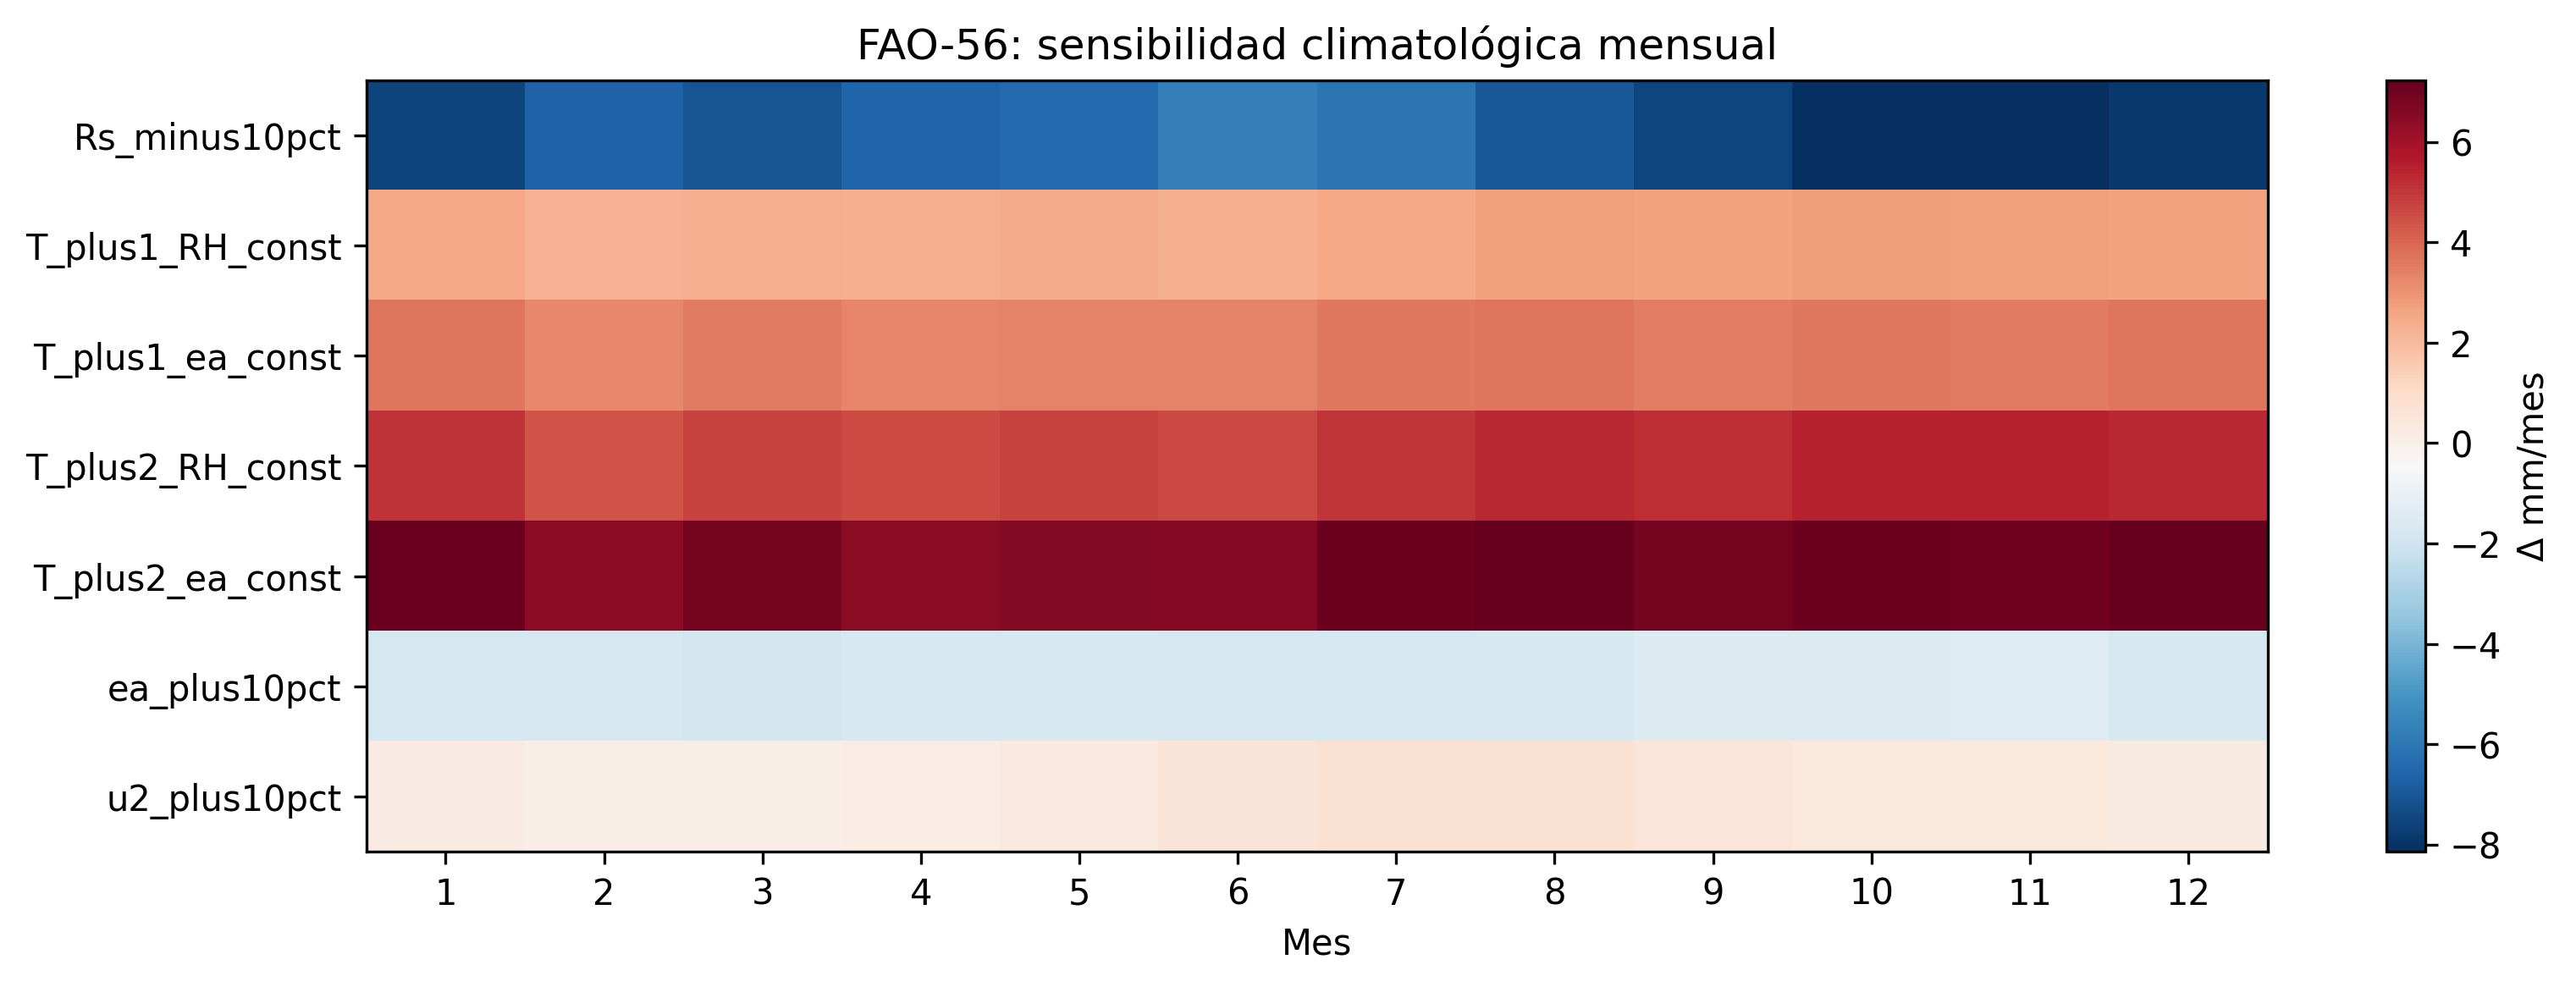 FAO-56: sensibilidad climatológica mensual
Rs_minus10pct
T_plus1_RH_const
T_plus1_ea_const
T_plus2_RH_const
T_plus2_ea_const
ea_plus10pct
u2_plus10pct
1 2 3 4 5 6 7 8 9 10 11 12
Mes
6
4
2
0
−2
−4
−6
−8
Δ mm/mes